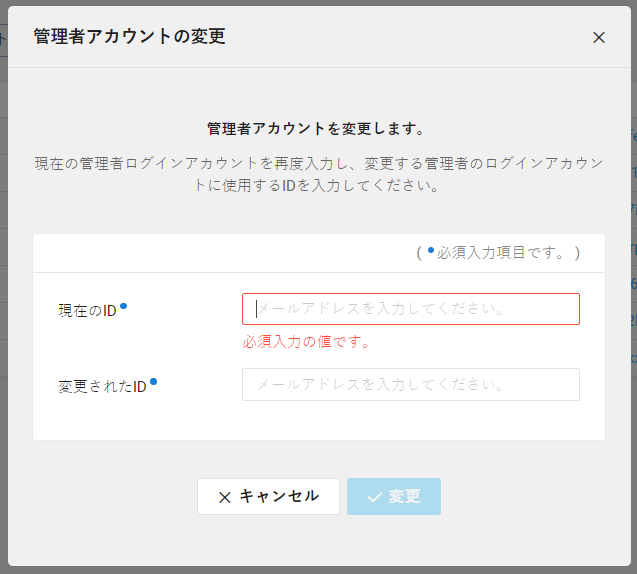 管理者アカウントの変更
管理者アカウントを変更します。
現在の管理者ログインアカウントを再度入力し、変更する管理者のログインアカウン
トに使用するIDを入力してください。
( •必須入力項目です。 )
現在のID•
メールアドレスを入力してください。
必須入力の値です。
変更されたID•
メールアドレスを入力してください。
キャンセル
変更